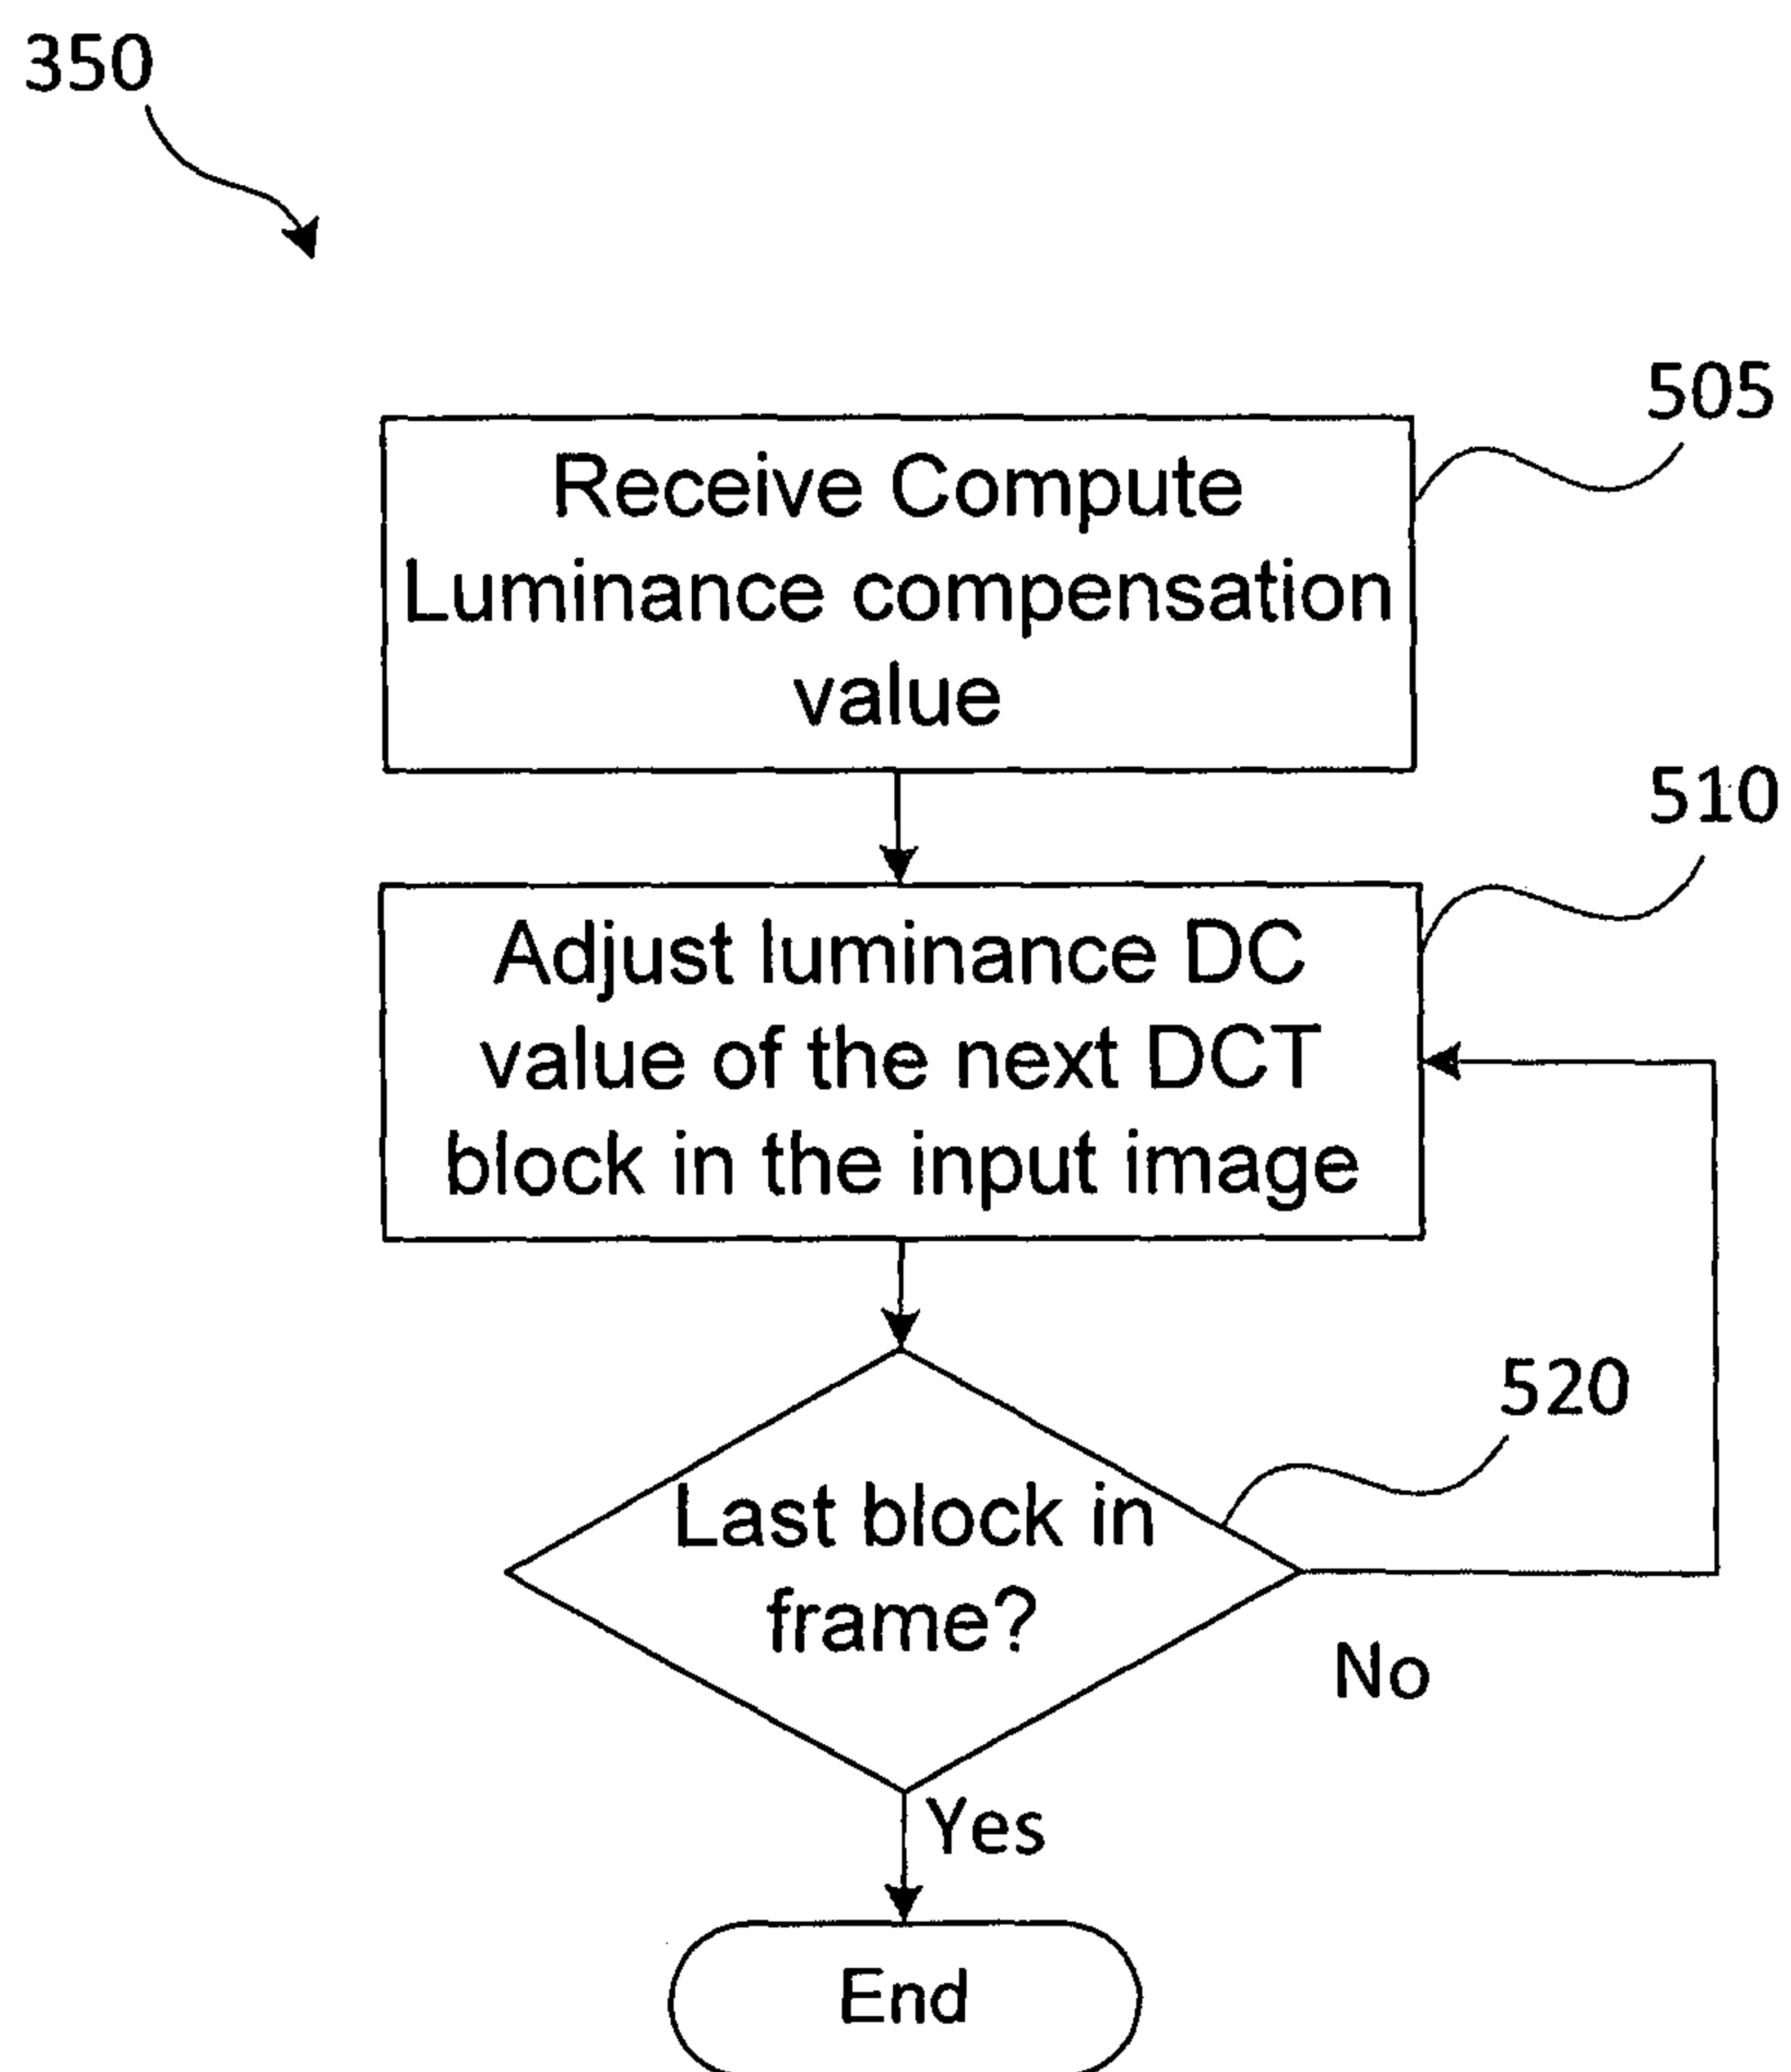 350
505
Receive Compute
Luminance compensation
value
510
Adjust luminance DC
value of the next DCT
block in the input image
520
Last block in
frame?
No
Yes
End